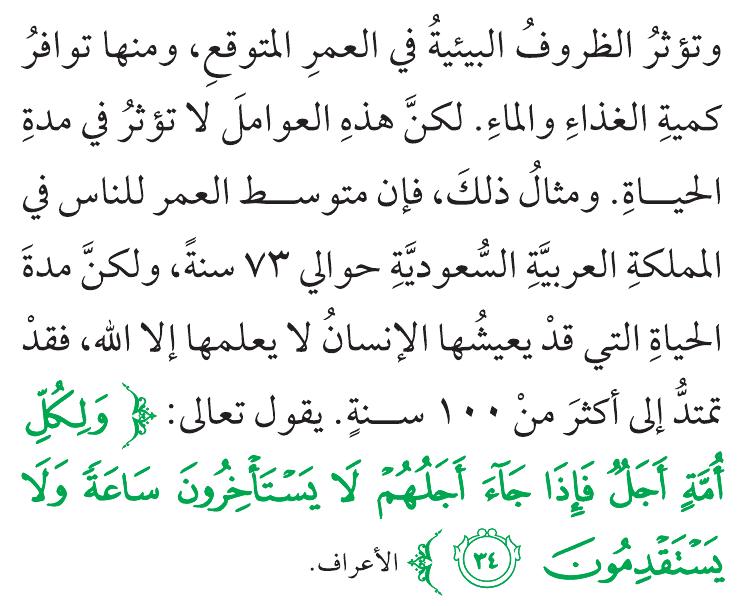 وتؤثرُ الظروفُ البيئيةُ في العمرِ المتوقعِ، ومنها توافرُ
كميةِ الغذاءِ والماءِ. لكنَّ هذهِ العواملَ لا تؤثرُ في مدةِ
الحيـــاةِ. ومثالُ ذلكَ، فإن متوســـط العمر للناس في
المملكةِ العربيَّةِ السُّعوديَّةِ حوالي ٧٣ سنةً، ولكنَّ مدةَ
الحياةِ التي قدْ يعيشُها الإنسانُ لا يعلمها إلا الله، فقدْ
تمتدُّ إلى أكثرَ منْ ١٠٠ ســـنةٍ. يقول تعالى: ﴿ وَلِكُلِّ
أُمَّةٍ أَجَلٌ فَإِذَا جَآءَ أَجَلُهُمْ لَا يَسْتَأْخِرُونَ سَاعَةً وَلَا
يَسْتَقْدِمُونَ ٣٤ ﴾ الأعراف.